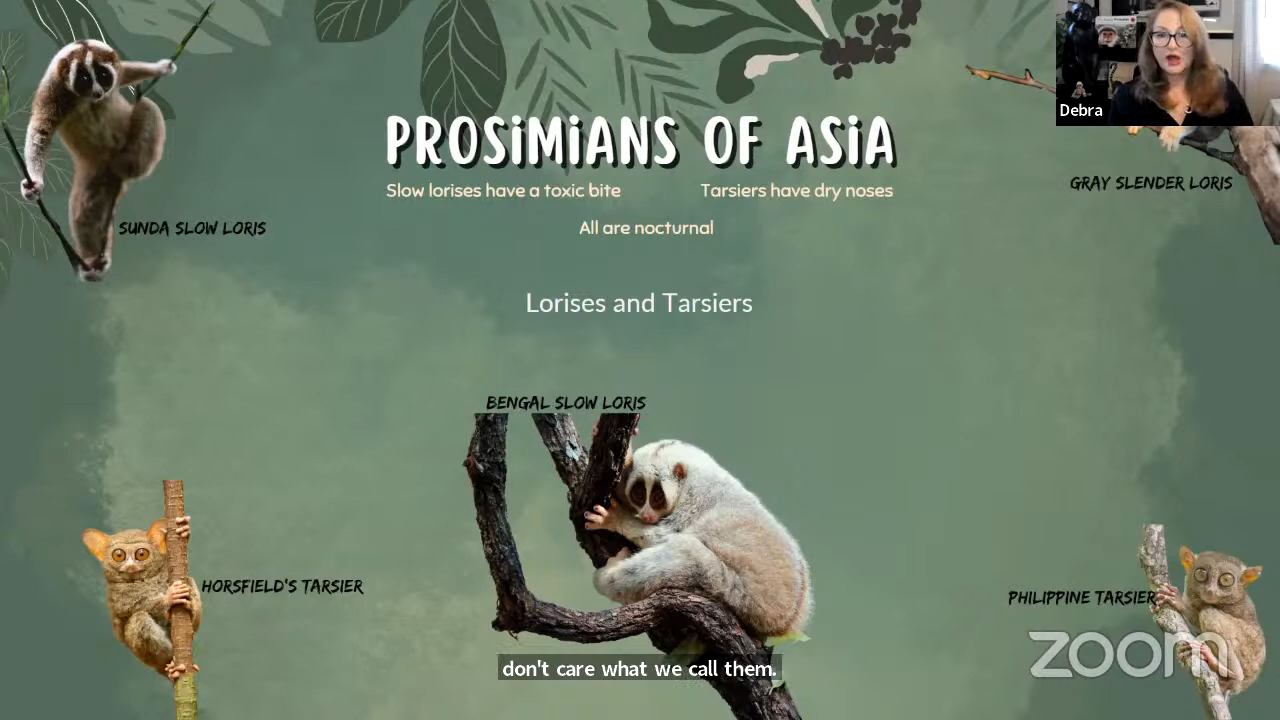 Debra
PROSiMiANS OF ASiA
Slow lorises have a toxic bite
Tarsiers have dry noses
GRAY SLENDER LORIS
SUNDA SLOW LORIS
All are nocturnal
Lorises and Tarsiers
BENGAL SLOW LORIS
HORSFIELD'S TARSIER
PHILIPPINE TARSIER
zoom
don't care what we call them.